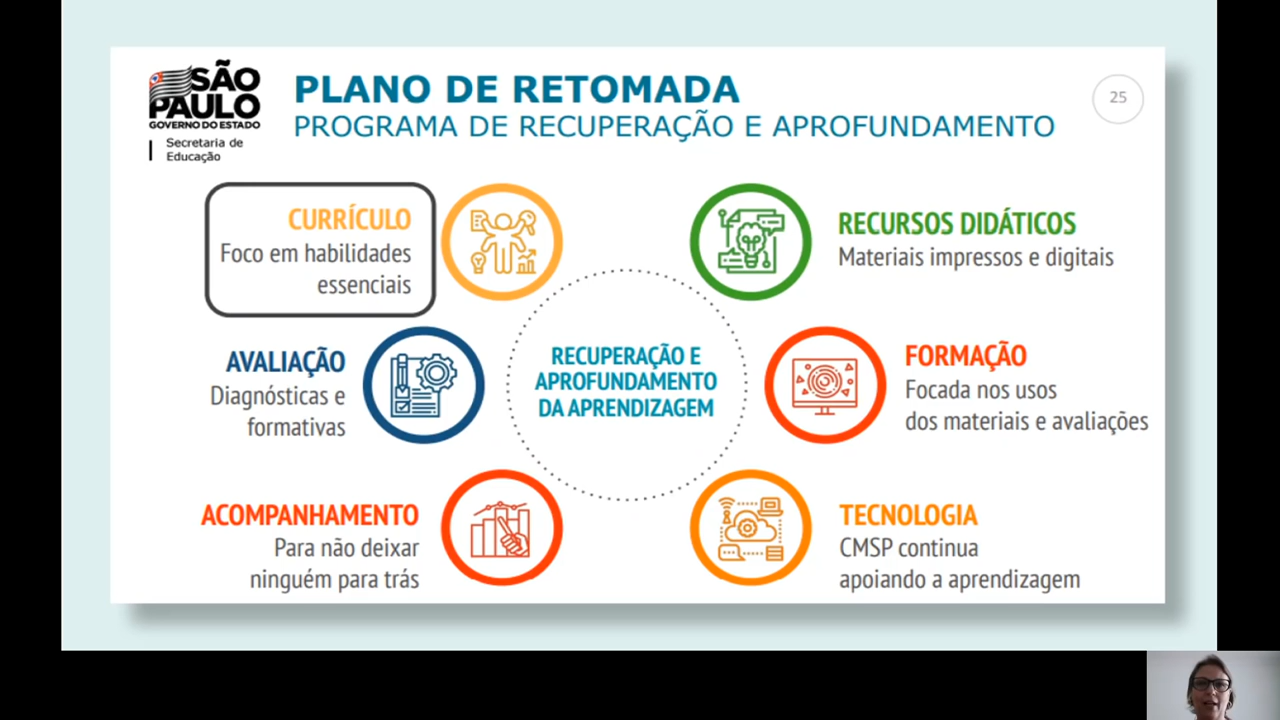 SÃO
PAULO
GOVERNO DO ESTADO
Secretaria de
Educação
PLANO DE RETOMADA
PROGRAMA DE RECUPERAÇÃO E APROFUNDAMENTO
25
CURRÍCULO
Foco em habilidades
essenciais
RECURSOS DIDÁTICOS
Materiais impressos e digitais
AVALIAÇÃO
Diagnósticas e
formativas
RECUPERAÇÃO E
APROFUNDAMENTO
DA APRENDIZAGEM
FORMAÇÃO
Focada nos usos
dos materiais e avaliações
ACOMPANHAMENTO
Para não deixar
ninguém para trás
TECNOLOGIA
CMSP continua
apoiando a aprendizagem